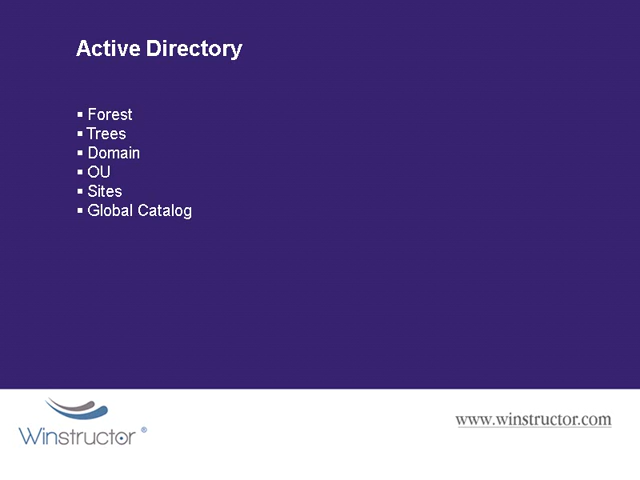 Active Directory
▪ Forest
▪ Trees
▪ Domain
▪ OU
▪ Sites
▪ Global Catalog
Winstructor ®
www.winstructor.com